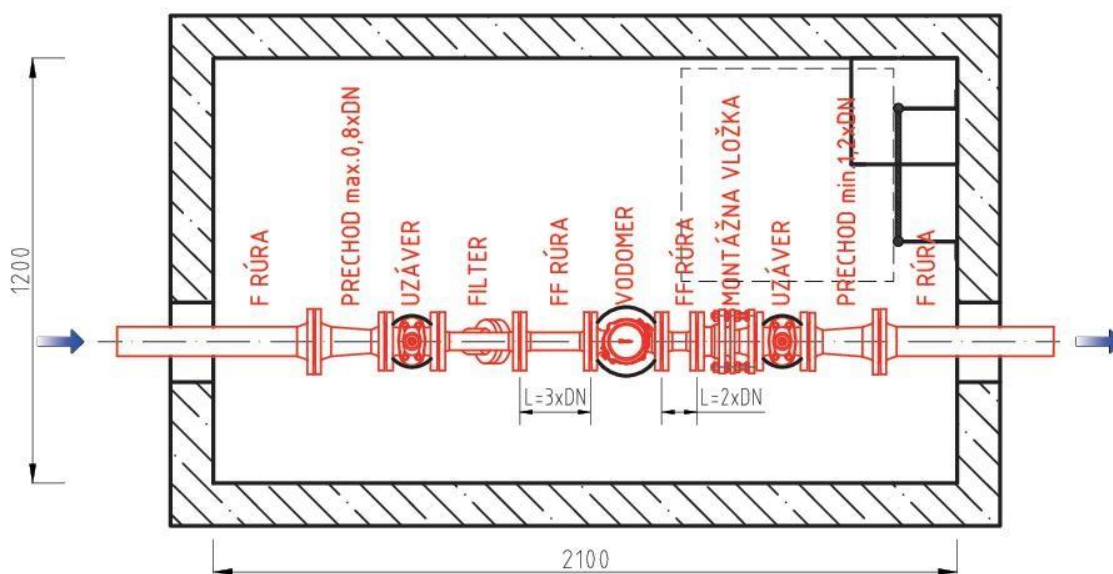 F RÚRA
PRECHOD max.0,8xDN
UZÁVER
FILTER
FF RÚRA
VODOMER
FF RÚRA
MONTÁŽNA VLOŽKA
UZÁVER
PRECHOD min.1,2xDN
F RÚRA
1200
L=3xDN
L=2xDN
2100